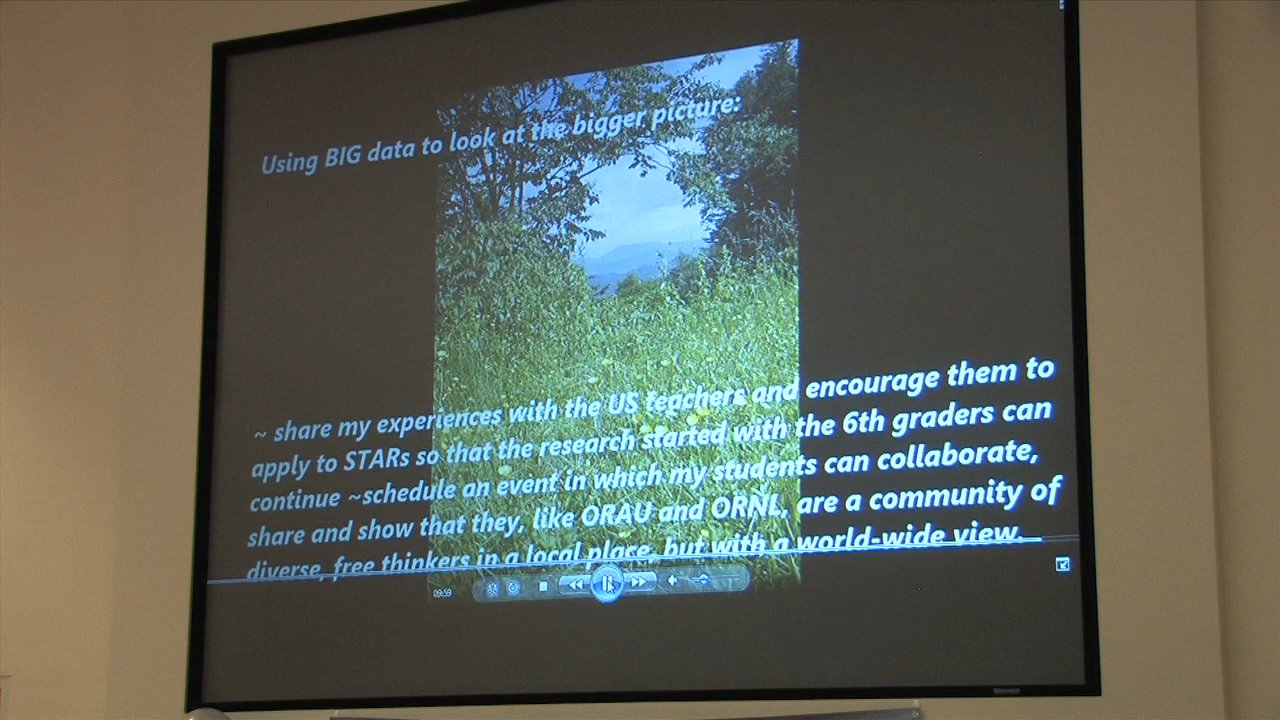 Using BIG data to look at the bigger picture:
~ share my experiences with the US teachers and encourage them to
apply to STARs so that the research started with the 6th graders can
continue ~schedule an event in which my students can collaborate,
share and show that they, like ORAU and ORNL, are a community of
diverse, free thinkers in a local place, but with a world-wide view.
09:59